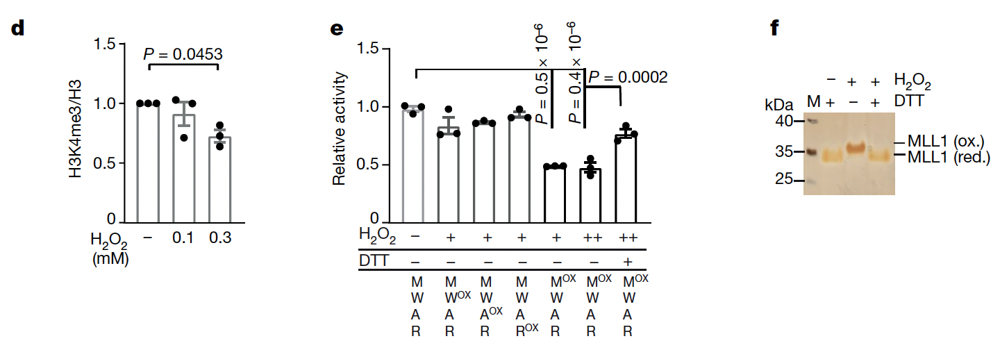 d
1.5
1.0
0.5
0
H3K4me3/H3
P = 0.0453
H₂O₂ – 0.1 0.3
(mM)
e
1.5
1.0
0.5
0
Relative activity
P = 0.5 × 10⁻⁶
P = 0.4 × 10⁻⁶
P = 0.0002
H₂O₂ – + + + + ++ ++
DTT – – – – – – +
M M M M Mᴼˣ Mᴼˣ Mᴼˣ
W Wᴼˣ W W W W W
A A Aᴼˣ A A A A
R R R Rᴼˣ R R R
f
– + + H₂O₂
kDa M + – + DTT
40
35
25
MLL1 (ox.)
MLL1 (red.)